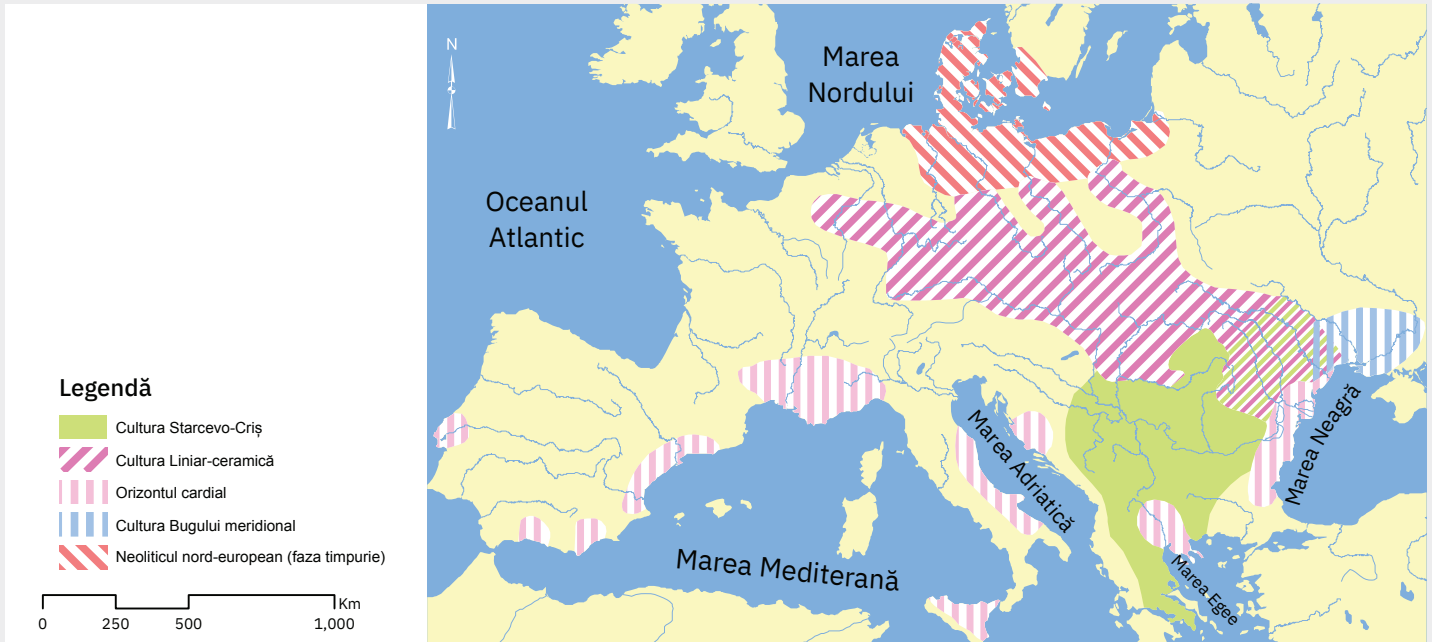 Legendă
Cultura Starcevo-Criș
Cultura Liniar-ceramică
Orizontul cardial
Cultura Bugului meridional
Neoliticul nord-european (faza timpurie)
Km
0 250 500 1,000
N
Marea
Nordului
Oceanul
Atlantic
Marea Adriatică
Marea Neagră
Marea Mediterană
Marea Egee